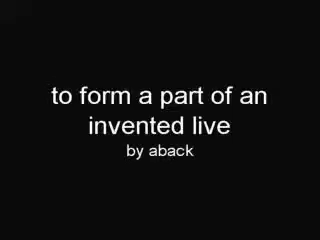 to form a part of an
invented live
by aback